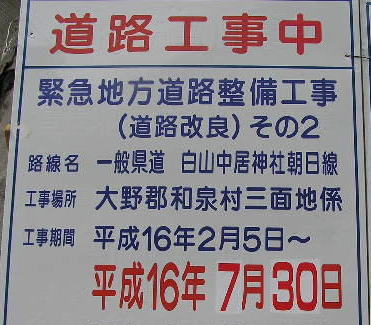 道路工事中
緊急地方道路整備工事
(道路改良)その2
路線名 一般県道 白山中居神社朝日線
工事場所 大野郡和泉村三面地係
工事期間 平成16年2月5日~
平成16年 7月30日